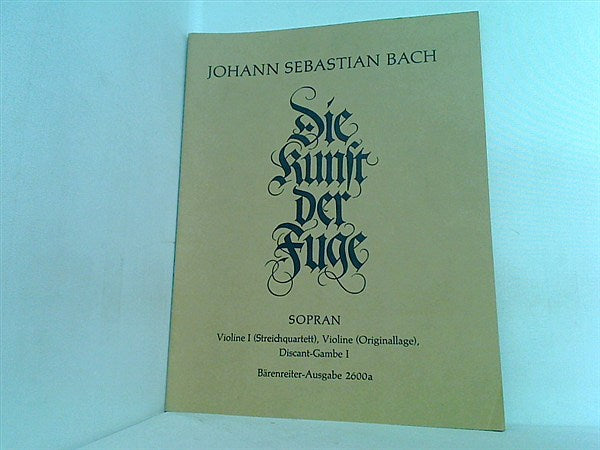 JOHANN SEBASTIAN BACH
Die
Kunst
der
Fuge
SOPRAN
Violine I (Streichquartett), Violine (Originallage),
Discant-Gambe I
Bärenreiter-Ausgabe 2600a